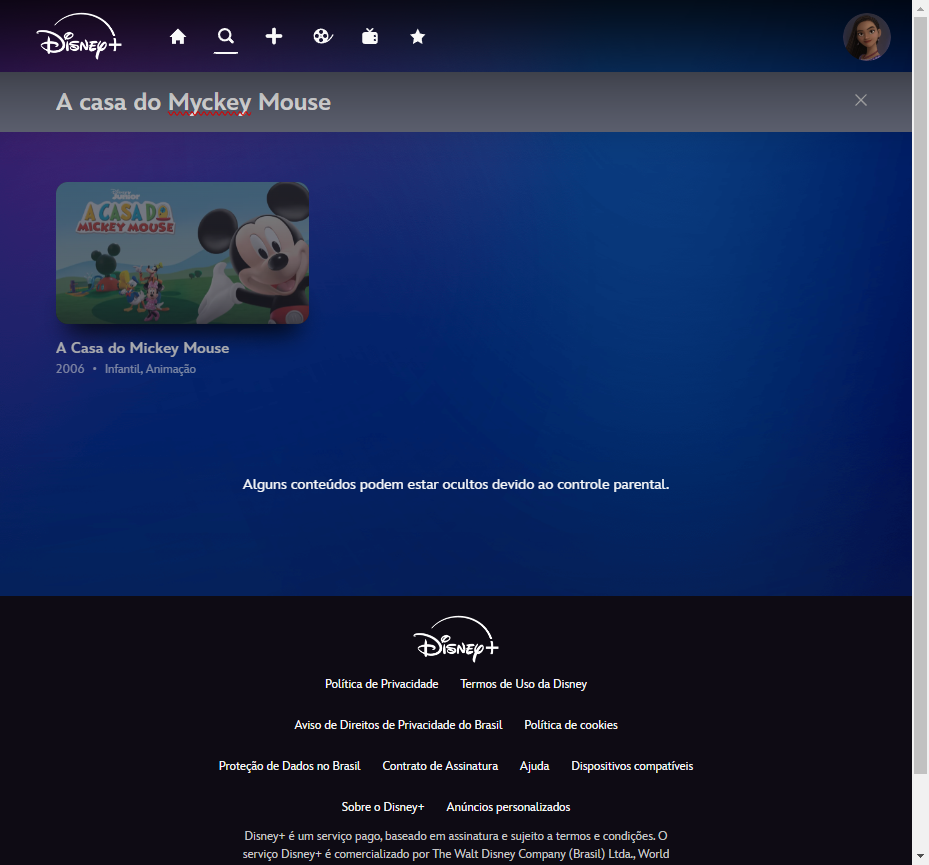 Disney+
A casa do Myckey Mouse
Disney Junior
A CASA DO
MICKEY MOUSE
A Casa do Mickey Mouse
2006 • Infantil, Animação
Alguns conteúdos podem estar ocultos devido ao controle parental.
Disney+
Política de Privacidade Termos de Uso da Disney
Aviso de Direitos de Privacidade do Brasil Política de cookies
Proteção de Dados no Brasil Contrato de Assinatura Ajuda Dispositivos compatíveis
Sobre o Disney+ Anúncios personalizados
Disney+ é um serviço pago, baseado em assinatura e sujeito a termos e condições. O
serviço Disney+ é comercializado por The Walt Disney Company (Brasil) Ltda., World